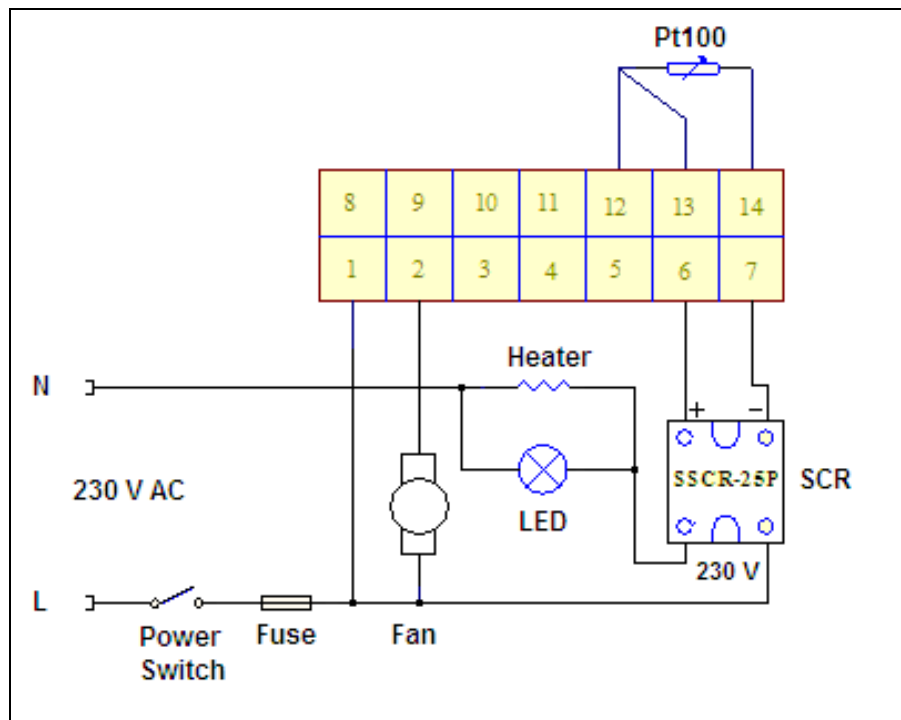 Pt100
8 9 10 11 12 13 14
1 2 3 4 5 6 7
Heater
N
+ −
SSCR-25P
SCR
230 V AC
LED
230 V
L
Power
Switch
Fuse
Fan